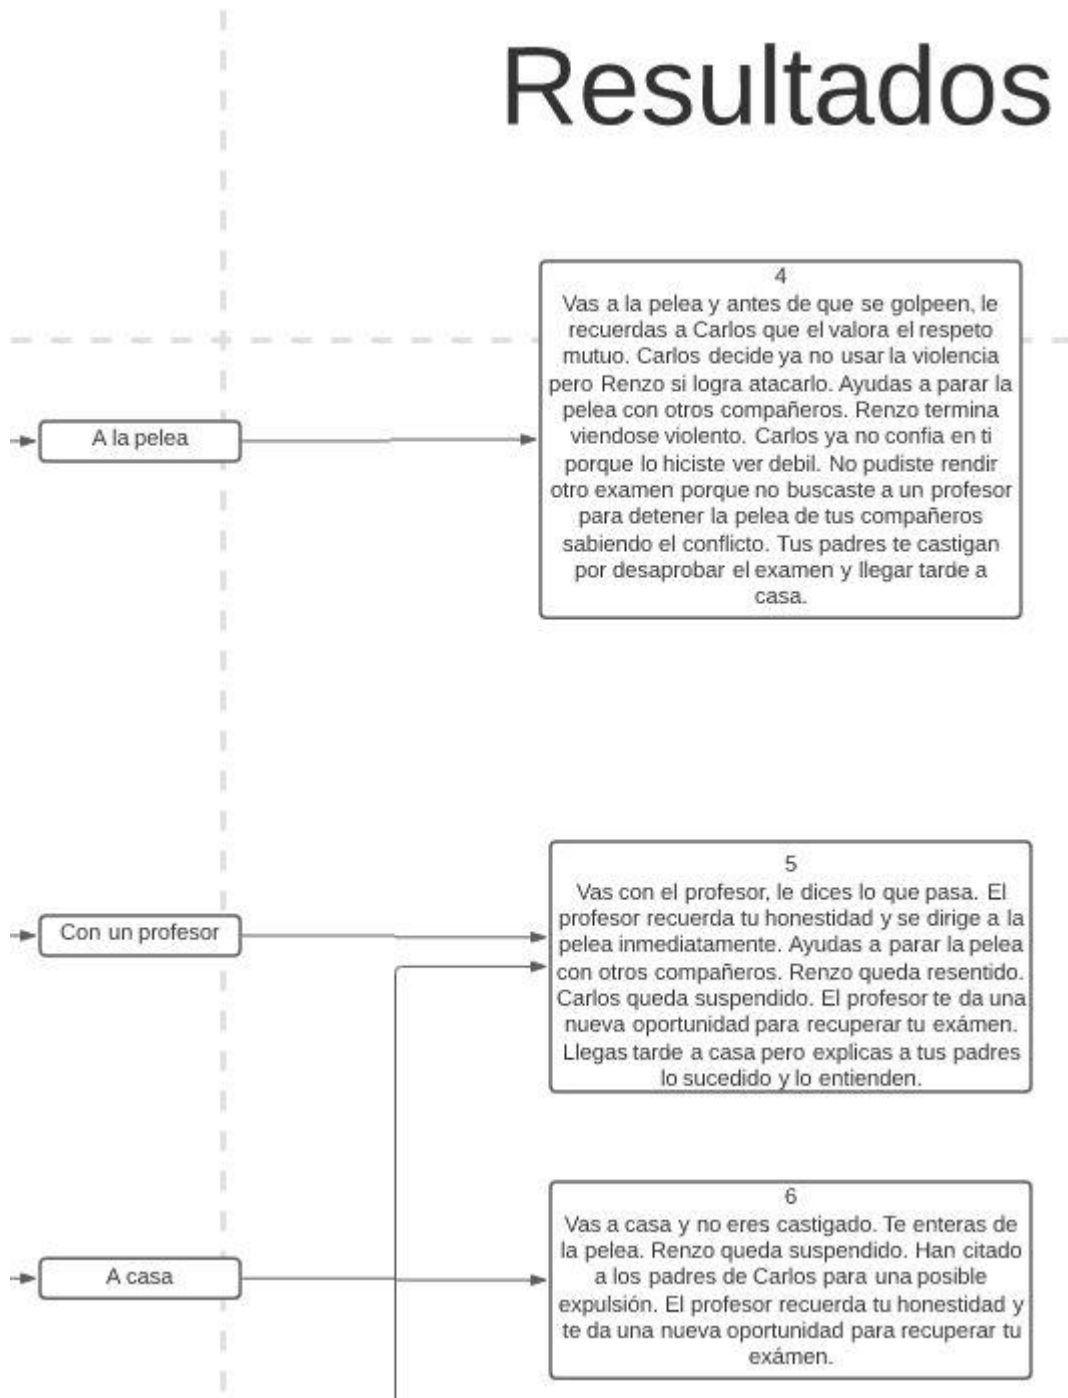 Resultados
A la pelea
4
Vas a la pelea y antes de que se golpeen, le
recuerdas a Carlos que el valora el respeto
mutuo. Carlos decide ya no usar la violencia
pero Renzo si logra atacarlo. Ayudas a parar la
pelea con otros compañeros. Renzo termina
viendose violento. Carlos ya no confia en ti
porque lo hiciste ver debil. No pudiste rendir
otro examen porque no buscaste a un profesor
para detener la pelea de tus compañeros
sabiendo el conflicto. Tus padres te castigan
por desaprobar el examen y llegar tarde a
casa.
Con un profesor
5
Vas con el profesor, le dices lo que pasa. El
profesor recuerda tu honestidad y se dirige a la
pelea inmediatamente. Ayudas a parar la pelea
con otros compañeros. Renzo queda resentido.
Carlos queda suspendido. El profesor te da una
nueva oportunidad para recuperar tu exámen.
Llegas tarde a casa pero explicas a tus padres
lo sucedido y lo entienden.
A casa
6
Vas a casa y no eres castigado. Te enteras de
la pelea. Renzo queda suspendido. Han citado
a los padres de Carlos para una posible
expulsión. El profesor recuerda tu honestidad y
te da una nueva oportunidad para recuperar tu
exámen.